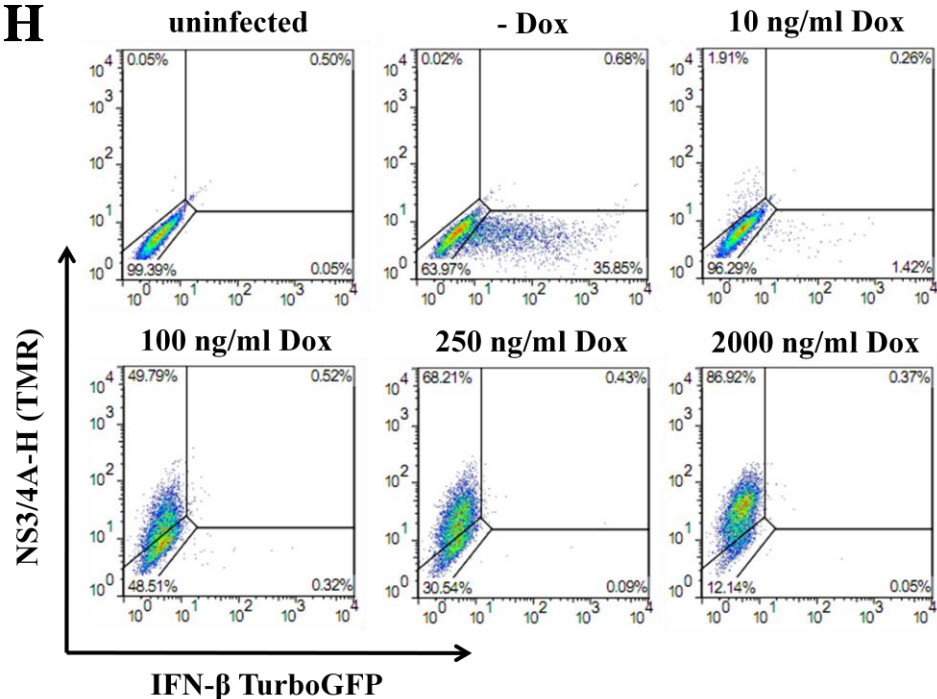 H
uninfected
- Dox
10 ng/ml Dox
0.05% 0.50%
0.02% 0.68%
1.91% 0.26%
10^4
10^3
10^2
10^1
10^0
99.39% 0.05%
63.97% 35.85%
96.29% 1.42%
10^0 10^1 10^2 10^3 10^4
10^0 10^1 10^2 10^3 10^4
10^0 10^1 10^2 10^3 10^4
10^4
10^3
10^2
10^1
10^0
10^4
10^3
10^2
10^1
10^0
100 ng/ml Dox
250 ng/ml Dox
2000 ng/ml Dox
49.79% 0.52%
68.21% 0.43%
86.92% 0.37%
10^4
10^3
10^2
10^1
10^0
10^4
10^3
10^2
10^1
10^0
10^4
10^3
10^2
10^1
10^0
48.51% 0.32%
30.54% 0.09%
12.14% 0.05%
10^0 10^1 10^2 10^3 10^4
10^0 10^1 10^2 10^3 10^4
10^0 10^1 10^2 10^3 10^4
NS3/4A-H (TMR)
IFN-β TurboGFP